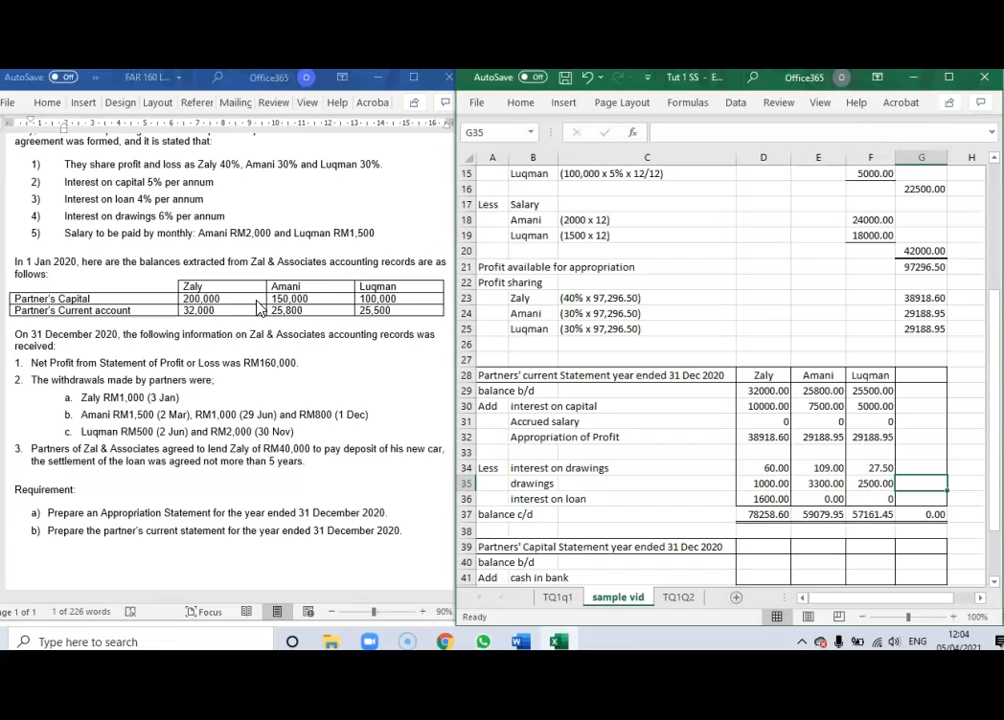 AutoSave Off FAR 160 L... Office365 O
File Home Insert Design Layout Referer Mailing Review View Help Acroba
agreement was formed, and it is stated that:
1) They share profit and loss as Zaly 40%, Amani 30% and Luqman 30%.
2) Interest on capital 5% per annum
3) Interest on loan 4% per annum
4) Interest on drawings 6% per annum
5) Salary to be paid by monthly: Amani RM2,000 and Luqman RM1,500
In 1 Jan 2020, here are the balances extracted from Zal & Associates accounting records are as
follows:
Zaly Amani Luqman
Partner's Capital 200,000 150,000 100,000
Partner's Current account 32,000 25,800 25,500
On 31 December 2020, the following information on Zal & Associates accounting records was
received:
1. Net Profit from Statement of Profit or Loss was RM160,000.
2. The withdrawals made by partners were;
a. Zaly RM1,000 (3 Jan)
b. Amani RM1,500 (2 Mar), RM1,000 (29 Jun) and RM800 (1 Dec)
c. Luqman RM500 (2 Jun) and RM2,000 (30 Nov)
3. Partners of Zal & Associates agreed to lend Zaly of RM40,000 to pay deposit of his new car,
the settlement of the loan was agreed not more than 5 years.
Requirement:
a) Prepare an Appropriation Statement for the year ended 31 December 2020.
b) Prepare the partner's current statement for the year ended 31 December 2020.
age 1 of 1 1 of 226 words Focus 90%
AutoSave Off Tut 1 SS - E... Office365 O
File Home Insert Page Layout Formulas Data Review View Help Acrobat
G35 fx
A B C D E F G H
15 Luqman (100,000 x 5% x 12/12) 5000.00
16 22500.00
17 Less Salary
18 Amani (2000 x 12) 24000.00
19 Luqman (1500 x 12) 18000.00
20 42000.00
21 Profit available for appropriation 97296.50
22 Profit sharing
23 Zaly (40% x 97,296.50) 38918.60
24 Amani (30% x 97,296.50) 29188.95
25 Luqman (30% x 97,296.50) 29188.95
26
27
28 Partners' current Statement year ended 31 Dec 2020 Zaly Amani Luqman
29 balance b/d 32000.00 25800.00 25500.00
30 Add interest on capital 10000.00 7500.00 5000.00
31 Accrued salary 0 0 0
32 Appropriation of Profit 38918.60 29188.95 29188.95
33
34 Less interest on drawings 60.00 109.00 27.50
35 drawings 1000.00 3300.00 2500.00
36 interest on loan 1600.00 0.00 0
37 balance c/d 78258.60 59079.95 57161.45 0.00
38
39 Partners' Capital Statement year ended 31 Dec 2020
40 balance b/d
41 Add cash in bank
TQ1q1 sample vid TQ1Q2
Ready 100%
Type here to search ENG 12:04
05/04/2021